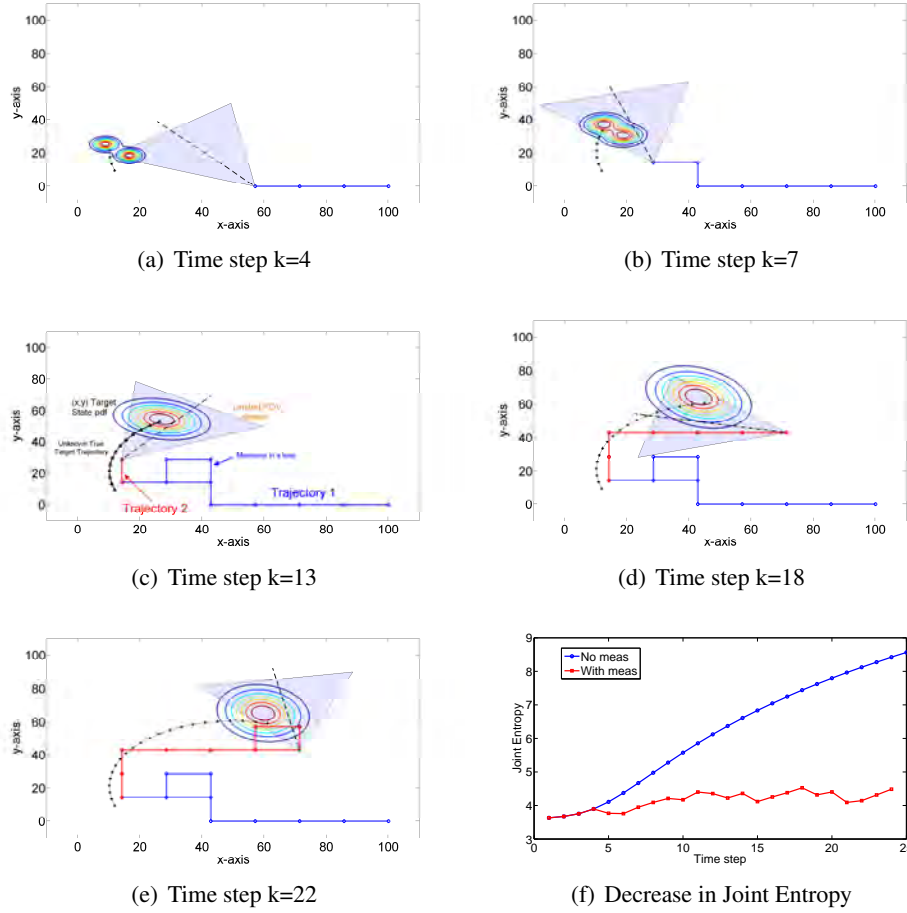 100
80
60
40
20
0
y-axis
0 20 40 60 80 100
x-axis
(a) Time step k=4
100
80
60
40
20
0
y-axis
0 20 40 60 80 100
x-axis
(b) Time step k=7
100
80
60
40
20
0
y-axis
(x,y) Target
State pdf
Unknown True
Target Trajectory
Trajectory 2
Trajectory 1
0 20 40 60 80 100
x-axis
(c) Time step k=13
100
80
60
40
20
0
y-axis
0 20 40 60 80 100
x-axis
(d) Time step k=18
100
80
60
40
20
0
y-axis
0 20 40 60 80 100
x-axis
(e) Time step k=22
9
8
7
6
5
4
3
Joint Entropy
No meas
With meas
0 5 10 15 20 25
Time step
(f) Decrease in Joint Entropy